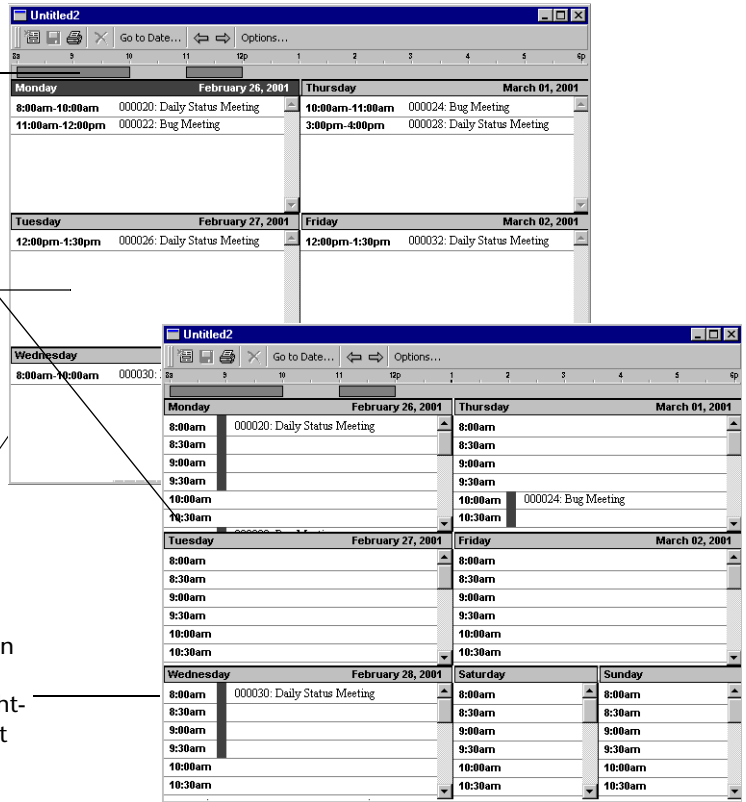 Untitled2
Go to Date... Options...
8a 9 10 11 12p 1 2 3 4 5 6p
Monday February 26, 2001
8:00am-10:00am 000020: Daily Status Meeting
11:00am-12:00pm 000022: Bug Meeting
Thursday March 01, 2001
10:00am-11:00am 000024: Bug Meeting
3:00pm-4:00pm 000028: Daily Status Meeting
Tuesday February 27, 2001
12:00pm-1:30pm 000026: Daily Status Meeting
Friday March 02, 2001
12:00pm-1:30pm 000032: Daily Status Meeting
Wednesday
8:00am-10:00am 000030:
Untitled2
Go to Date... Options...
8a 9 10 11 12p 1 2 3 4 5 6p
Monday February 26, 2001
8:00am 000020: Daily Status Meeting
8:30am
9:00am
9:30am
10:00am
10:30am
Thursday March 01, 2001
8:00am
8:30am
9:00am
9:30am
10:00am 000024: Bug Meeting
10:30am
Tuesday February 27, 2001
8:00am
8:30am
9:00am
9:30am
10:00am
10:30am
Friday March 02, 2001
8:00am
8:30am
9:00am
9:30am
10:00am
10:30am
Wednesday February 28, 2001
8:00am 000030: Daily Status Meeting
8:30am
9:00am
9:30am
10:00am
10:30am
Saturday
8:00am
8:30am
9:00am
9:30am
10:00am
10:30am
Sunday
8:00am
8:30am
9:00am
9:30am
10:00am
10:30am
n
nt-
t